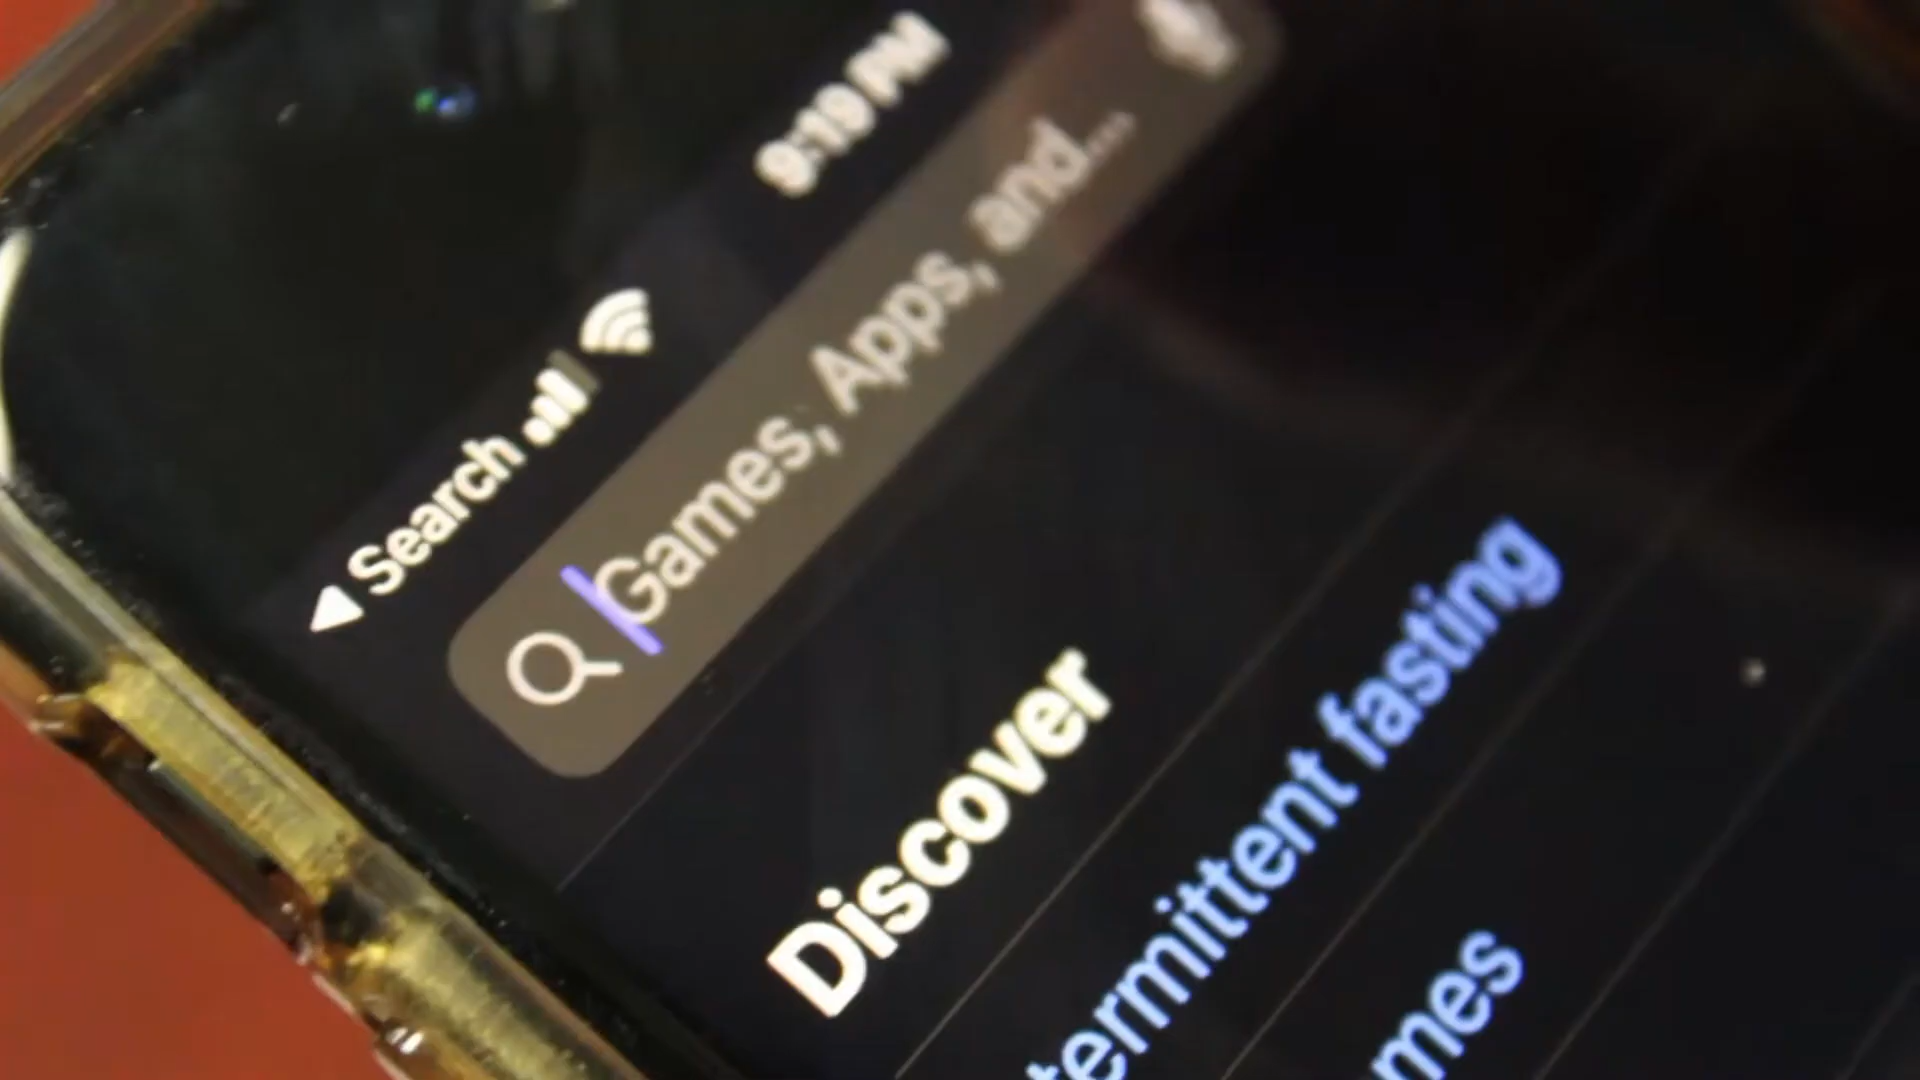 Search 9:19 PM
Games, Apps, and...
Discover
termittent fasting
mes